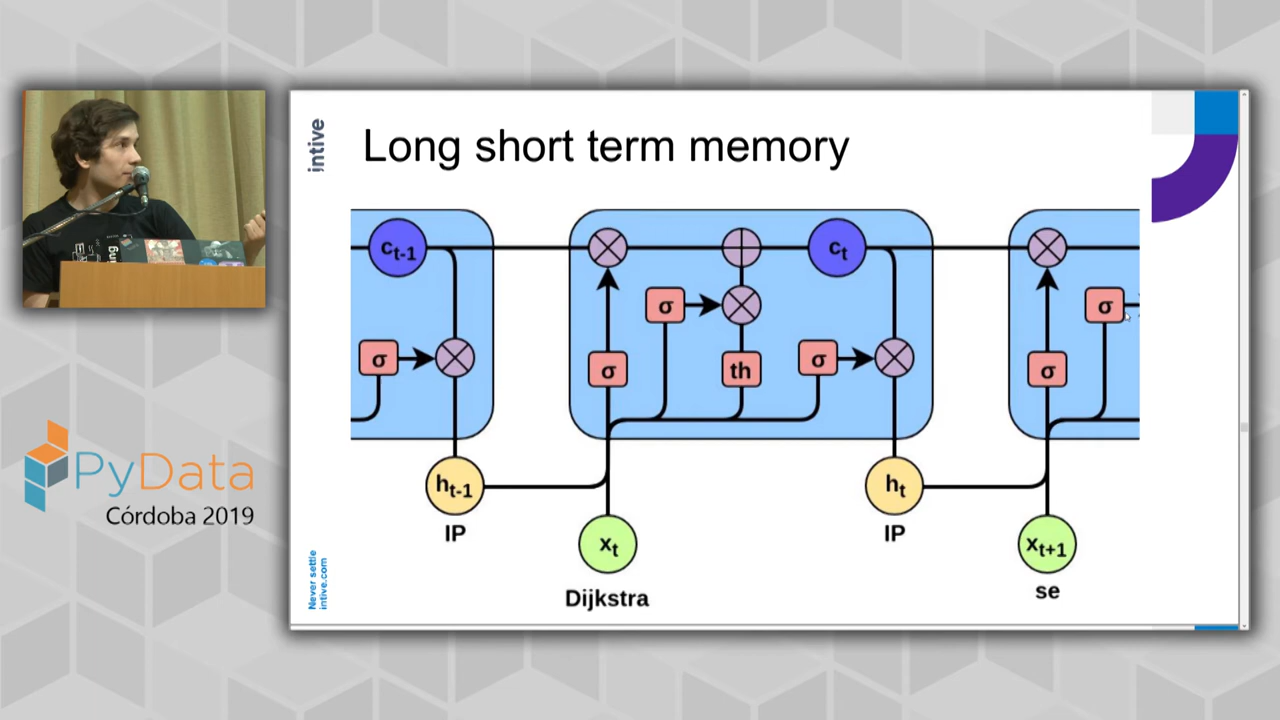 intive
Long short term memory
c t-1
c t
σ
σ
σ
th
σ
σ
σ
h t-1
IP
h t
IP
x t
Dijkstra
x t+1
se
PyData
Córdoba 2019
Never settle
intive.com